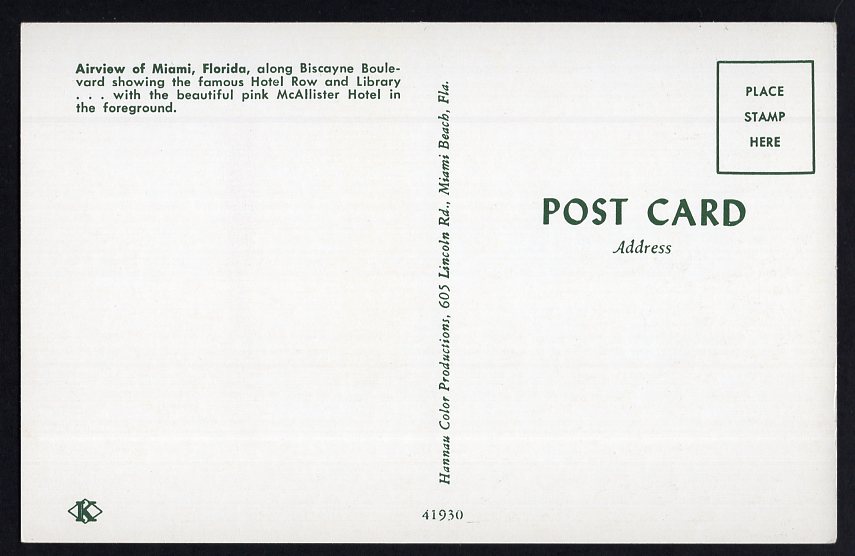 Airview of Miami, Florida, along Biscayne Boule-
vard showing the famous Hotel Row and Library
. . . with the beautiful pink McAllister Hotel in
the foreground.
Hannau Color Productions, 605 Lincoln Rd., Miami Beach, Fla.
PLACE
STAMP
HERE
POST CARD
Address
K
41930